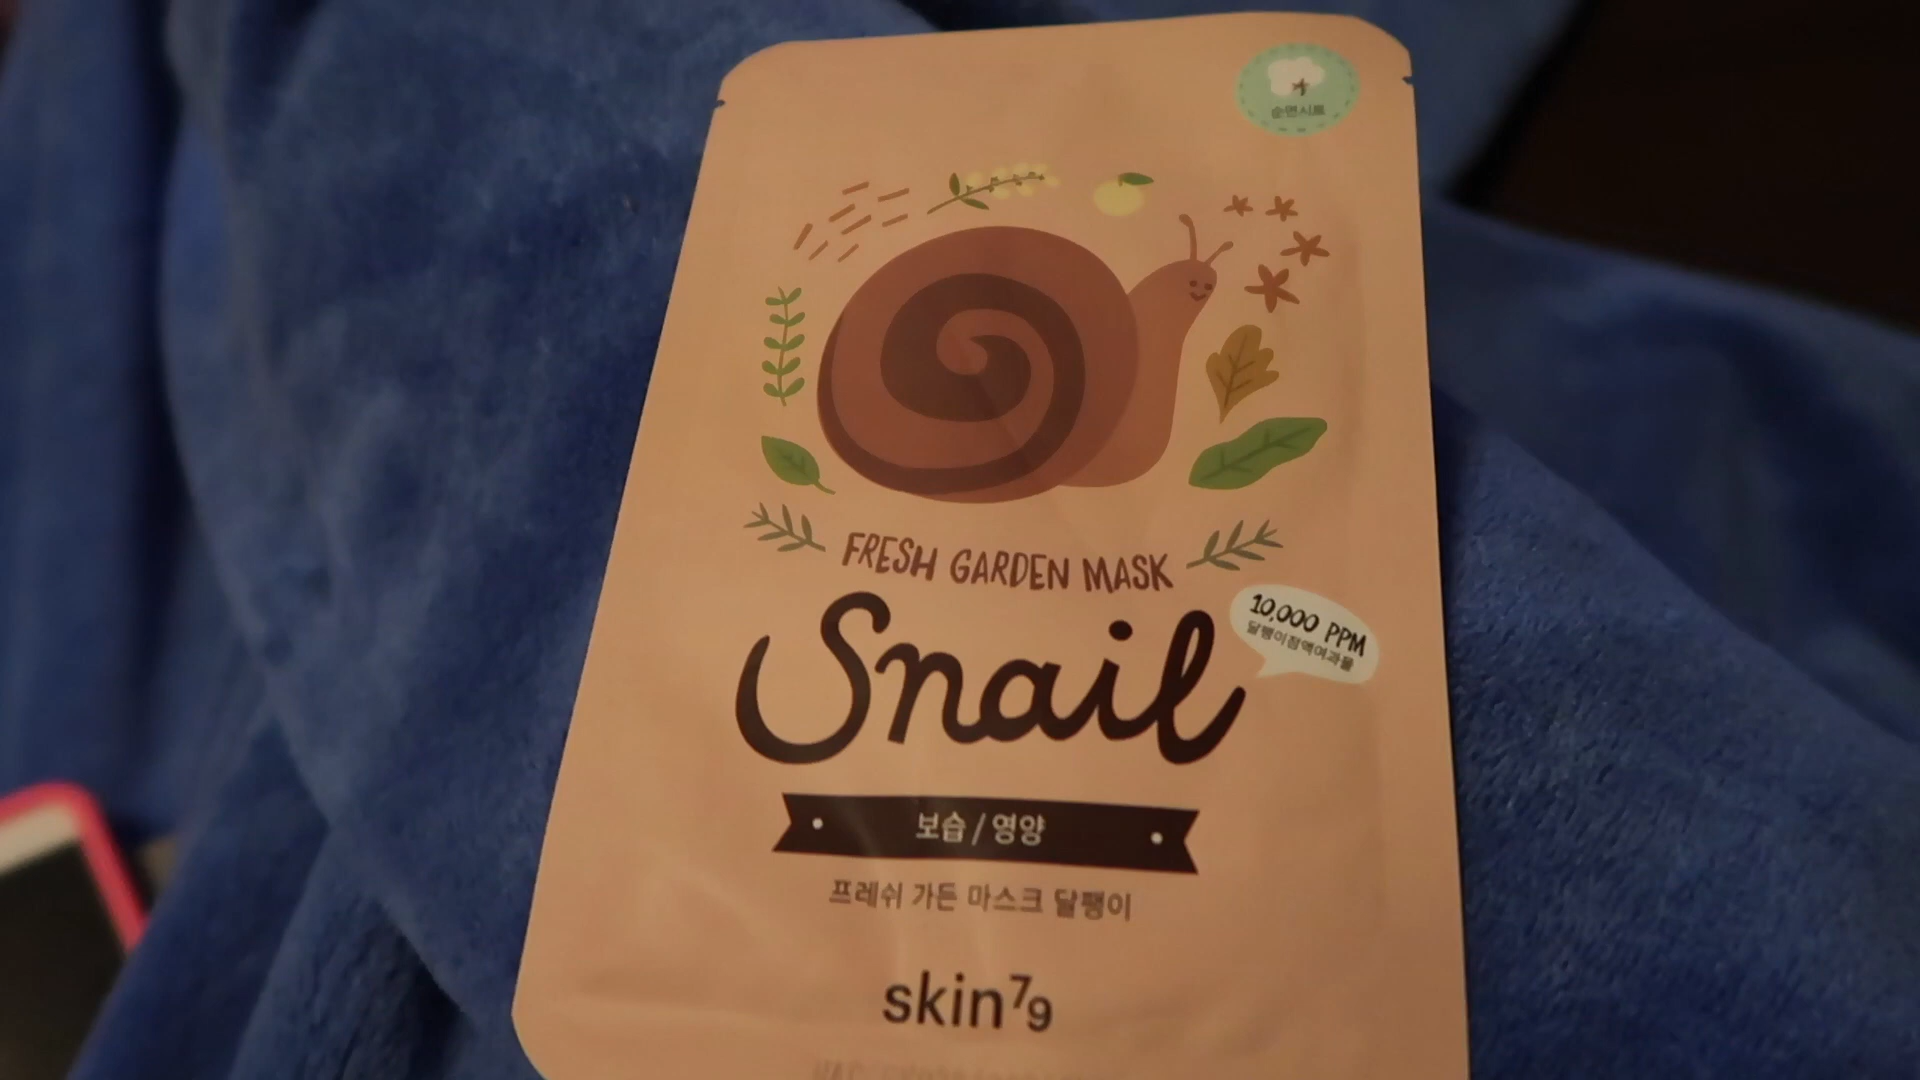 순면시트
FRESH GARDEN MASK
Snail
10,000 PPM
달팽이점액여과물
보습 / 영양
프레쉬 가든 마스크 달팽이
skin79